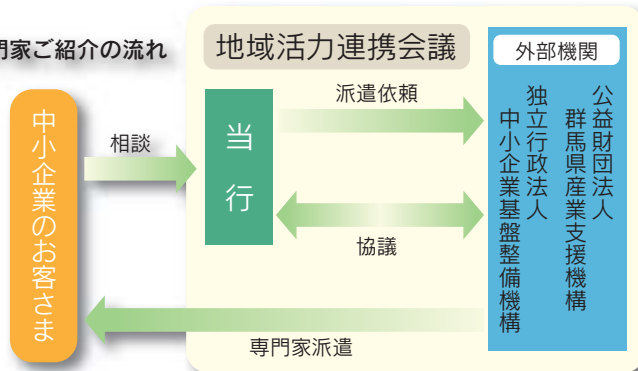 門家ご紹介の流れ
地域活力連携会議
外部機関
派遣依頼
相談
当行
協議
中小企業のお客さま
公益財団法人
群馬県産業支援機構
独立行政法人
中小企業基盤整備機構
専門家派遣